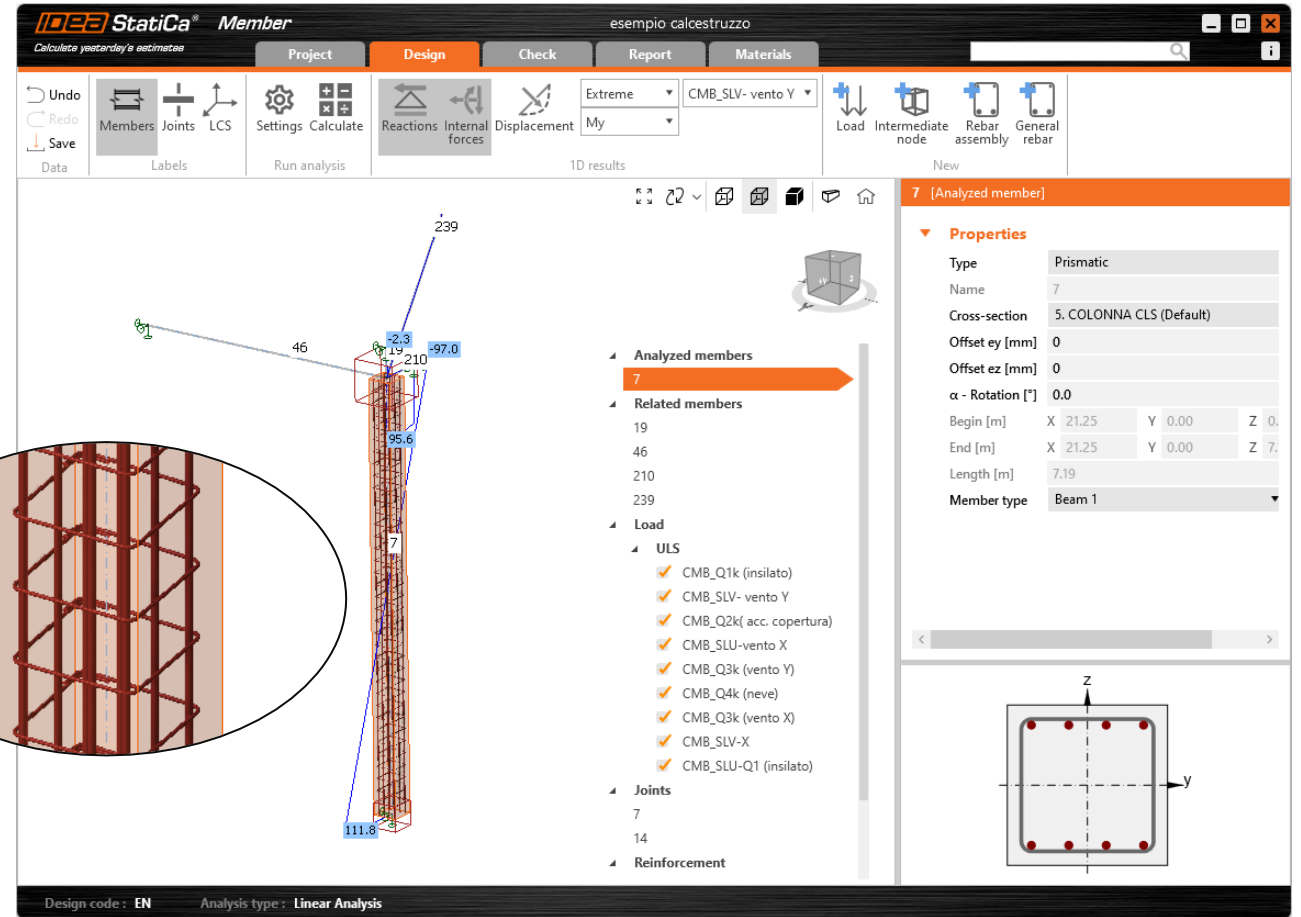 IDEA StatiCa® Member
esempio calcestruzzo
Calculate yesterday's estimates
Project
Design
Check
Report
Materials
i
Undo
Redo
Save
Data
Members
Joints
LCS
Labels
Settings
Calculate
Run analysis
Reactions
Internal forces
Displacement
Extreme
CMB_SLV- vento Y
My
1D results
Load
Intermediate node
Rebar assembly
General rebar
New
239
46
-2.3
19
-97.0
210
95.6
7
111.8
Analyzed members
7
Related members
19
46
210
239
Load
ULS
CMB_Q1k (insilato)
CMB_SLV- vento Y
CMB_Q2k( acc. copertura)
CMB_SLU-vento X
CMB_Q3k (vento Y)
CMB_Q4k (neve)
CMB_Q3k (vento X)
CMB_SLV-X
CMB_SLU-Q1 (insilato)
Joints
7
14
Reinforcement
7 [Analyzed member]
Properties
Type Prismatic
Name 7
Cross-section 5. COLONNA CLS (Default)
Offset ey [mm] 0
Offset ez [mm] 0
α - Rotation [°] 0.0
Begin [m] X 21.25 Y 0.00 Z 0.
End [m] X 21.25 Y 0.00 Z 7.
Length [m] 7.19
Member type Beam 1
z
y
Design code : EN Analysis type : Linear Analysis